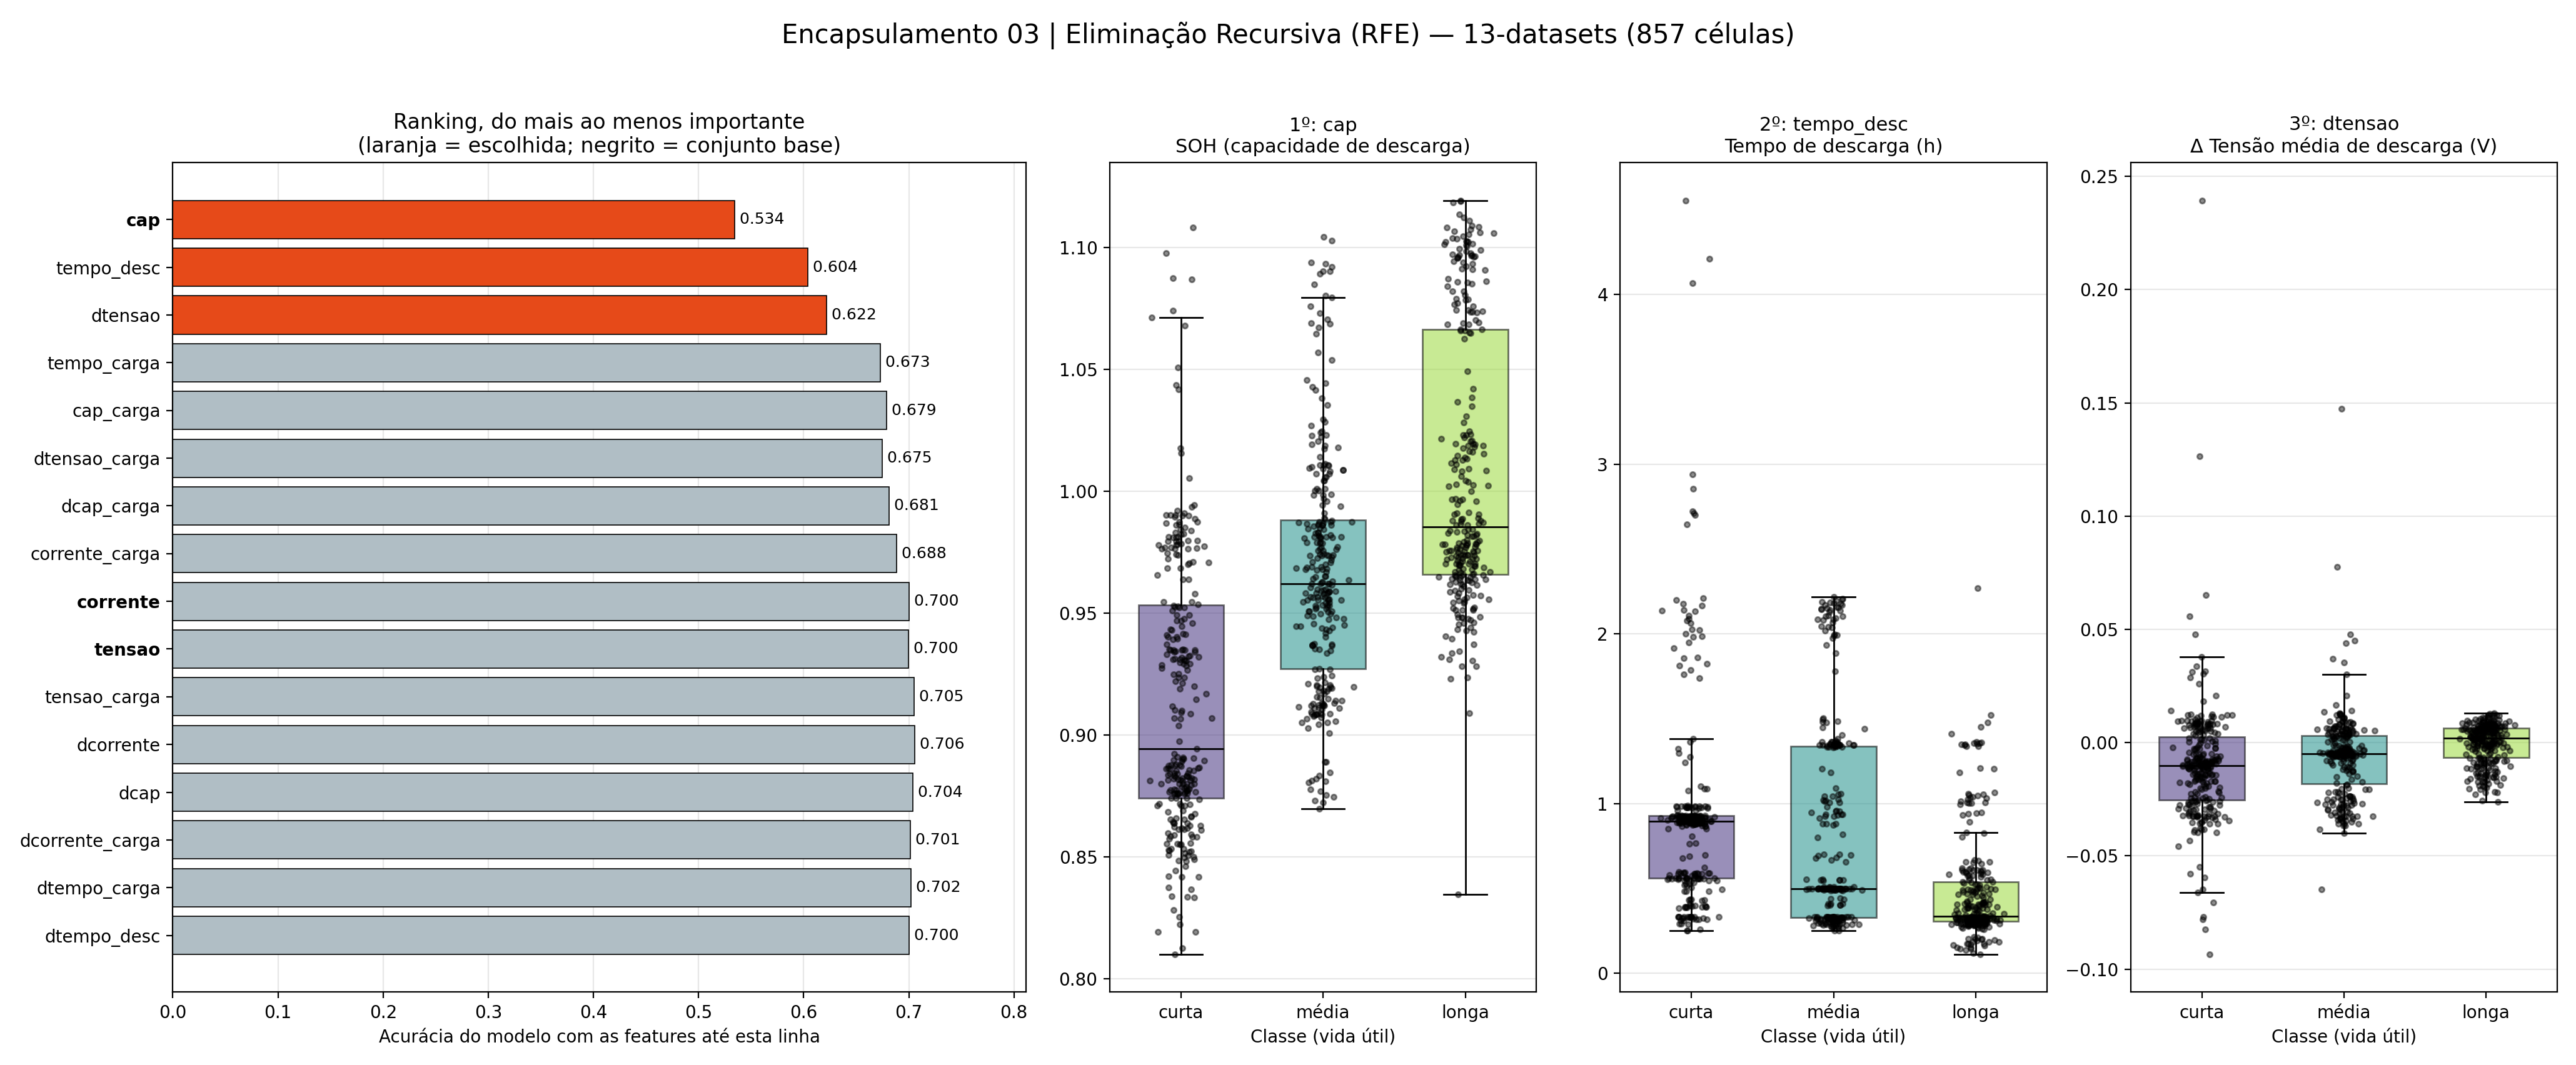 Encapsulamento 03 | Eliminação Recursiva (RFE) — 13-datasets (857 células)
Ranking, do mais ao menos importante
(laranja = escolhida; negrito = conjunto base)
cap
0.534
tempo_desc
0.604
dtensao
0.622
tempo_carga
0.673
cap_carga
0.679
dtensao_carga
0.675
dcap_carga
0.681
corrente_carga
0.688
corrente
0.700
tensao
0.700
tensao_carga
0.705
dcorrente
0.706
dcap
0.704
dcorrente_carga
0.701
dtempo_carga
0.702
dtempo_desc
0.700
0.0 0.1 0.2 0.3 0.4 0.5 0.6 0.7 0.8
Acurácia do modelo com as features até esta linha
1º: cap
SOH (capacidade de descarga)
1.10
1.05
1.00
0.95
0.90
0.85
0.80
curta média longa
Classe (vida útil)
2º: tempo_desc
Tempo de descarga (h)
4
3
2
1
0
curta média longa
Classe (vida útil)
3º: dtensao
Δ Tensão média de descarga (V)
0.25
0.20
0.15
0.10
0.05
0.00
−0.05
−0.10
curta média longa
Classe (vida útil)